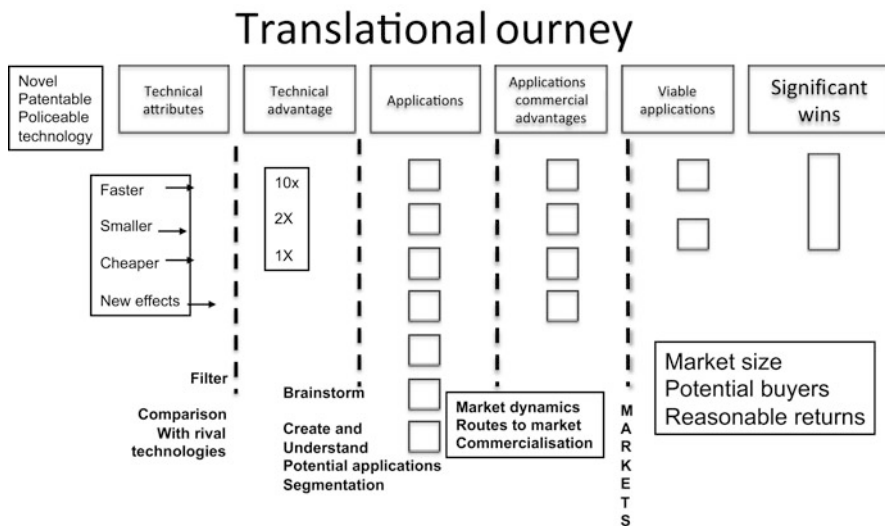 Translational ourney
Novel
Patentable
Policeable
technology
Technical
attributes
Technical
advantage
Applications
Applications
commercial
advantages
Viable
applications
Significant
wins
Faster
Smaller
Cheaper
New effects
10x
2X
1X
Filter
Comparison
With rival
technologies
Brainstorm
Create and
Understand
Potential applications
Segmentation
Market dynamics
Routes to market
Commercialisation
M
A
R
K
E
T
S
Market size
Potential buyers
Reasonable returns